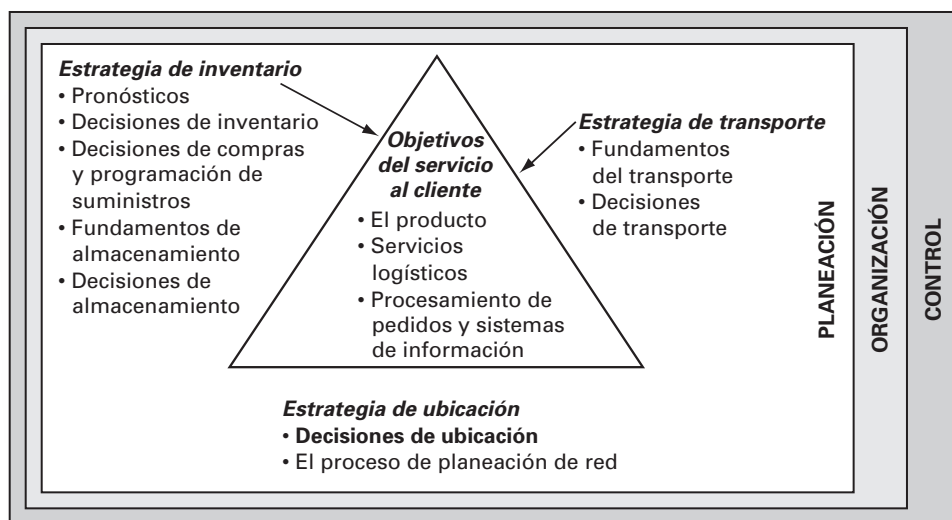 Estrategia de inventario
• Pronósticos
• Decisiones de inventario
• Decisiones de compras
y programación de
suministros
• Fundamentos de
almacenamiento
• Decisiones de
almacenamiento
Objetivos
del servicio
al cliente
• El producto
• Servicios
logísticos
• Procesamiento de
pedidos y sistemas
de información
Estrategia de transporte
• Fundamentos
del transporte
• Decisiones
de transporte
Estrategia de ubicación
• Decisiones de ubicación
• El proceso de planeación de red
PLANEACIÓN
ORGANIZACIÓN
CONTROL